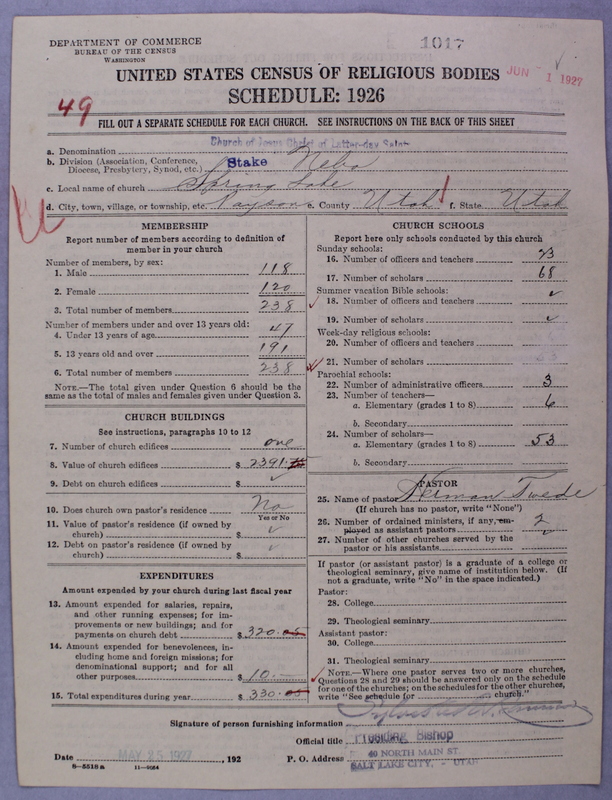 DEPARTMENT OF COMMERCE
BUREAU OF THE CENSUS
WASHINGTON
1017
UNITED STATES CENSUS OF RELIGIOUS BODIES
JUN 1 1927
SCHEDULE: 1926
49
FILL OUT A SEPARATE SCHEDULE FOR EACH CHURCH. SEE INSTRUCTIONS ON THE BACK OF THIS SHEET
a. Denomination Church of Jesus Christ of Latter-day Saints
b. Division (Association, Conference, Diocese, Presbytery, Synod, etc.) Stake Nebo
c. Local name of church Spring Lake
d. City, town, village, or township, etc. Payson e. County Utah f. State Utah
MEMBERSHIP
Report number of members according to definition of
member in your church
Number of members, by sex:
1. Male 118
2. Female 120
3. Total number of members 238
Number of members under and over 13 years old:
4. Under 13 years of age 47
5. 13 years old and over 191
6. Total number of members 238
NOTE.—The total given under Question 6 should be the
same as the total of males and females given under Question 3.
CHURCH BUILDINGS
See instructions, paragraphs 10 to 12
7. Number of church edifices one
8. Value of church edifices $ 2391.
9. Debt on church edifices $
10. Does church own pastor's residence No
Yes or No
11. Value of pastor's residence (if owned by
church) $
12. Debt on pastor's residence (if owned by
church) $
EXPENDITURES
Amount expended by your church during last fiscal year
13. Amount expended for salaries, repairs,
and other running expenses; for im-
provements or new buildings; and for
payments on church debt $ 320.05
14. Amount expended for benevolences, in-
cluding home and foreign missions; for
denominational support; and for all
other purposes $ 10.—
15. Total expenditures during year $ 330.05
CHURCH SCHOOLS
Report here only schools conducted by this church
Sunday schools:
16. Number of officers and teachers 23
17. Number of scholars 68
Summer vacation Bible schools:
18. Number of officers and teachers ✓
19. Number of scholars ✓
Week-day religious schools:
20. Number of officers and teachers
21. Number of scholars
Parochial schools:
22. Number of administrative officers 3
23. Number of teachers—
a. Elementary (grades 1 to 8) 6
b. Secondary
24. Number of scholars—
a. Elementary (grades 1 to 8) 53
b. Secondary
PASTOR
25. Name of pastor Herman Twede
(If church has no pastor, write "None")
26. Number of ordained ministers, if any, em-
ployed as assistant pastors 2
27. Number of other churches served by the
pastor or his assistants
If pastor (or assistant pastor) is a graduate of a college or
theological seminary, give name of institution below. (If
not a graduate, write "No" in the space indicated.)
Pastor:
28. College
29. Theological seminary
Assistant pastor:
30. College
31. Theological seminary
NOTE.—Where one pastor serves two or more churches,
Questions 28 and 29 should be answered only on the schedule
for one of the churches; on the schedules for the other churches,
write "See schedule for church."
Signature of person furnishing information
Official title Presiding Bishop
Date MAY 25 1927, 192 P. O. Address 40 NORTH MAIN ST.
SALT LAKE CITY, - UTAH
8—5518a 11—9064